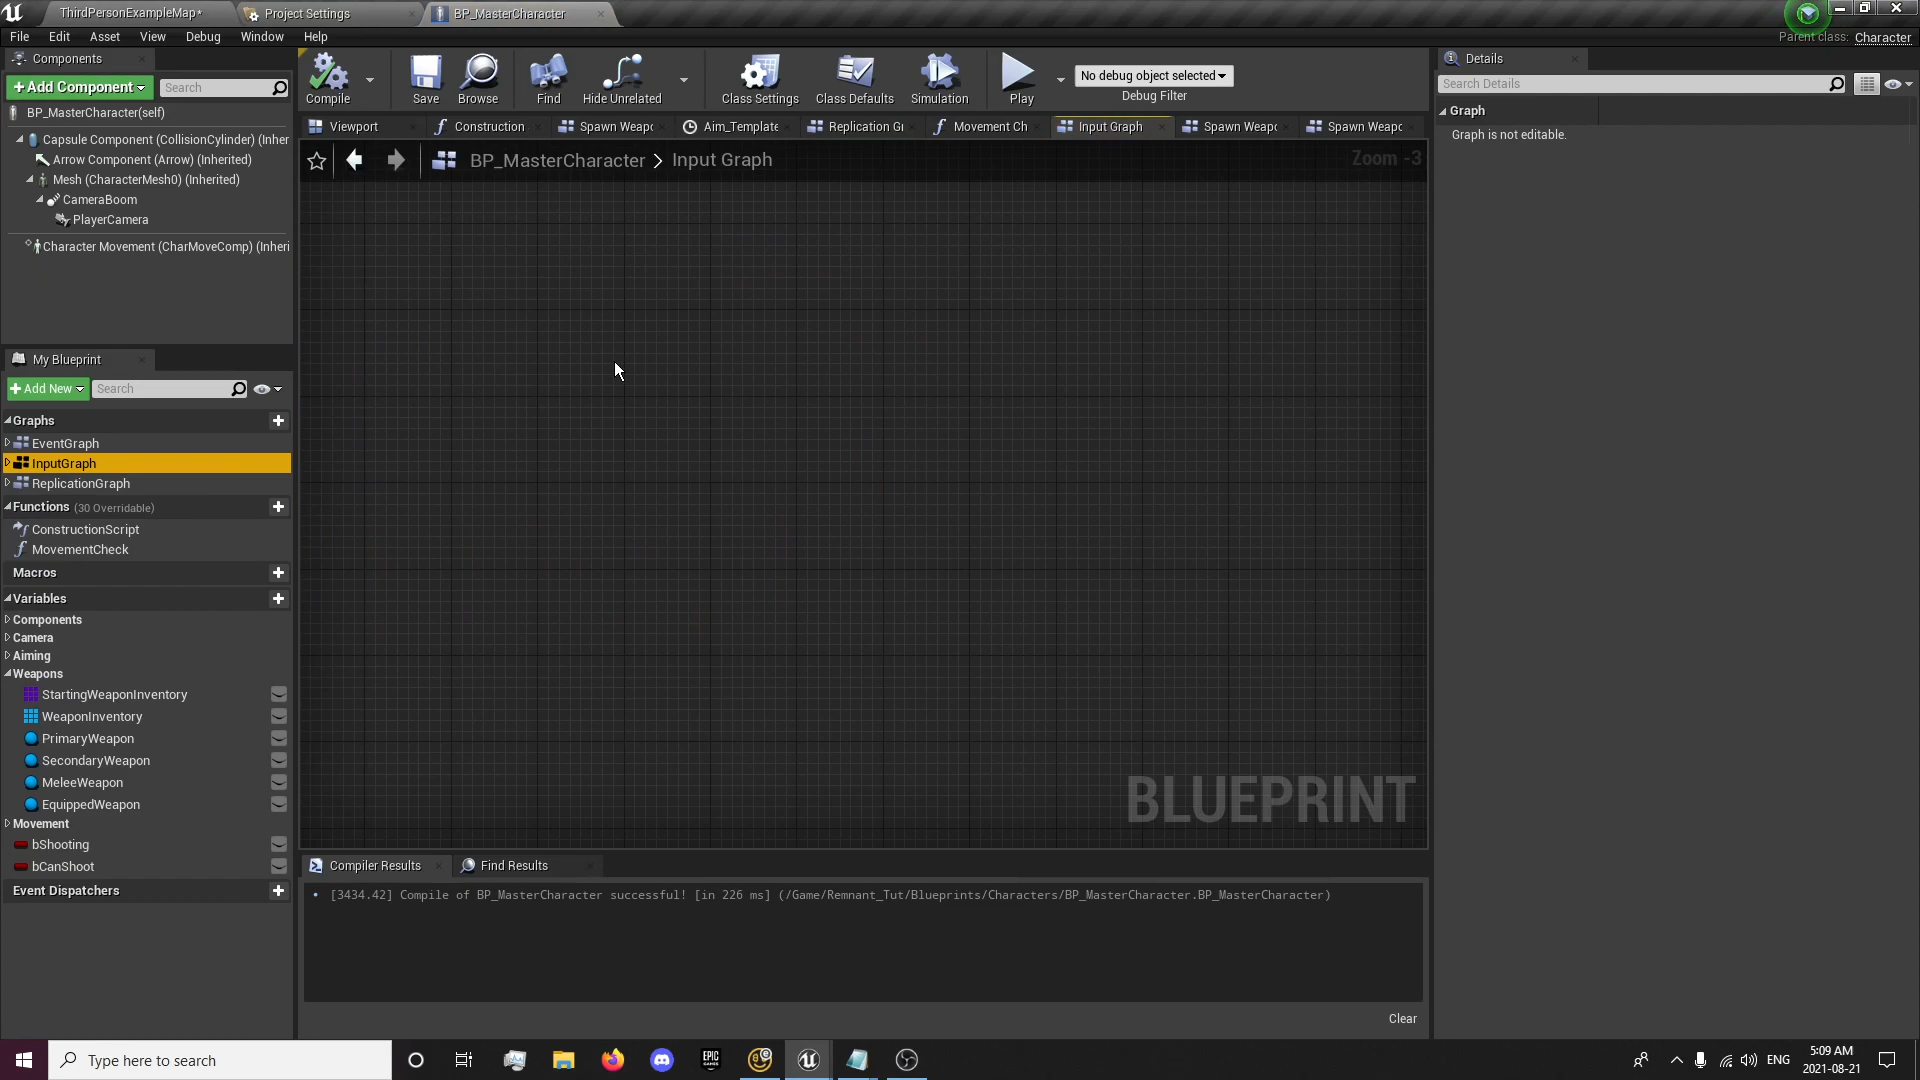 ThirdPersonExampleMap*
Project Settings
BP_MasterCharacter
File Edit Asset View Debug Window Help
Parent class: Character
Components
+Add Component
Search
BP_MasterCharacter(self)
Capsule Component (CollisionCylinder) (Inher
Arrow Component (Arrow) (Inherited)
Mesh (CharacterMesh0) (Inherited)
CameraBoom
PlayerCamera
Character Movement (CharMoveComp) (Inheri
Compile
Save
Browse
Find
Hide Unrelated
Class Settings
Class Defaults
Simulation
Play
No debug object selected
Debug Filter
Viewport
Construction
Spawn Weapo
Aim_Template
Replication Gr
Movement Ch
Input Graph
Spawn Weapo
Spawn Weapo
BP_MasterCharacter > Input Graph
Zoom -3
BLUEPRINT
My Blueprint
+Add New
Search
Graphs
EventGraph
InputGraph
ReplicationGraph
Functions (30 Overridable)
ConstructionScript
MovementCheck
Macros
Variables
Components
Camera
Aiming
Weapons
StartingWeaponInventory
WeaponInventory
PrimaryWeapon
SecondaryWeapon
MeleeWeapon
EquippedWeapon
Movement
bShooting
bCanShoot
Event Dispatchers
Compiler Results
Find Results
[3434.42] Compile of BP_MasterCharacter successful! [in 226 ms] (/Game/Remnant_Tut/Blueprints/Characters/BP_MasterCharacter.BP_MasterCharacter)
Clear
Details
Search Details
Graph
Graph is not editable.
Type here to search
EPIC GAMES
ENG
5:09 AM
2021-08-21